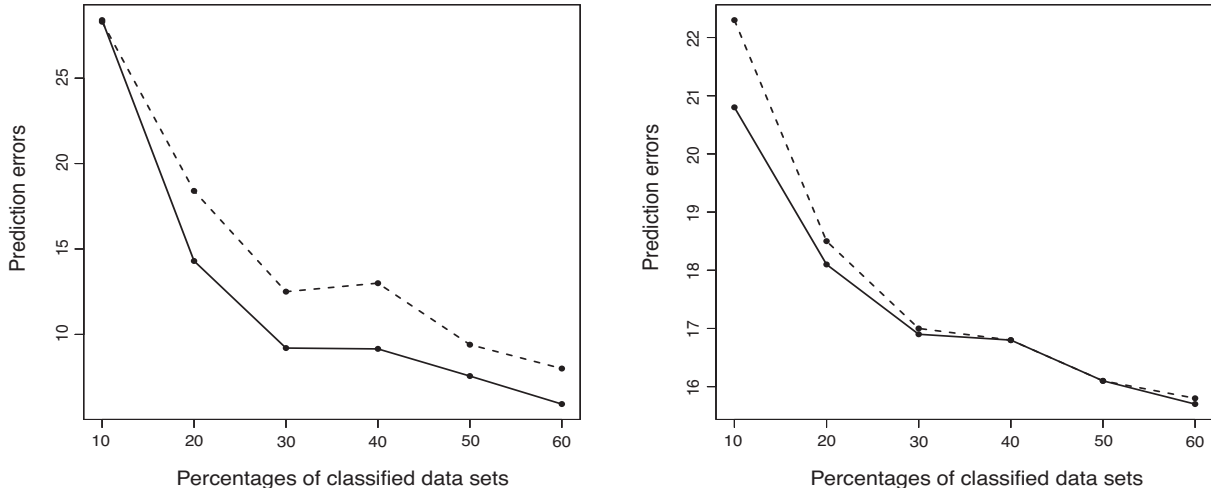 Prediction errors
25
20
15
10
10 20 30 40 50 60
Percentages of classified data sets
Prediction errors
22
21
20
19
18
17
16
10 20 30 40 50 60
Percentages of classified data sets